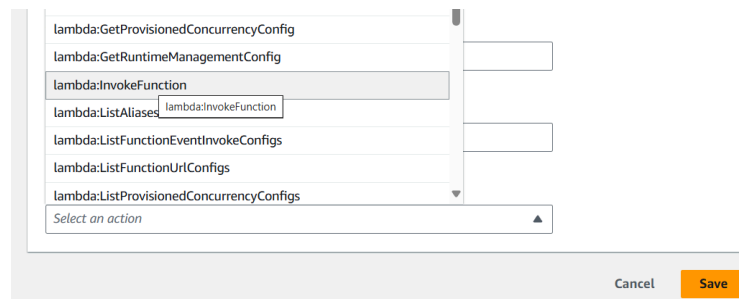 lambda:GetProvisionedConcurrencyConfig
lambda:GetRuntimeManagementConfig
lambda:InvokeFunction
lambda:InvokeFunction
lambda:ListAliases
lambda:ListFunctionEventInvokeConfigs
lambda:ListFunctionUrlConfigs
lambda:ListProvisionedConcurrencyConfigs
Select an action
Cancel Save